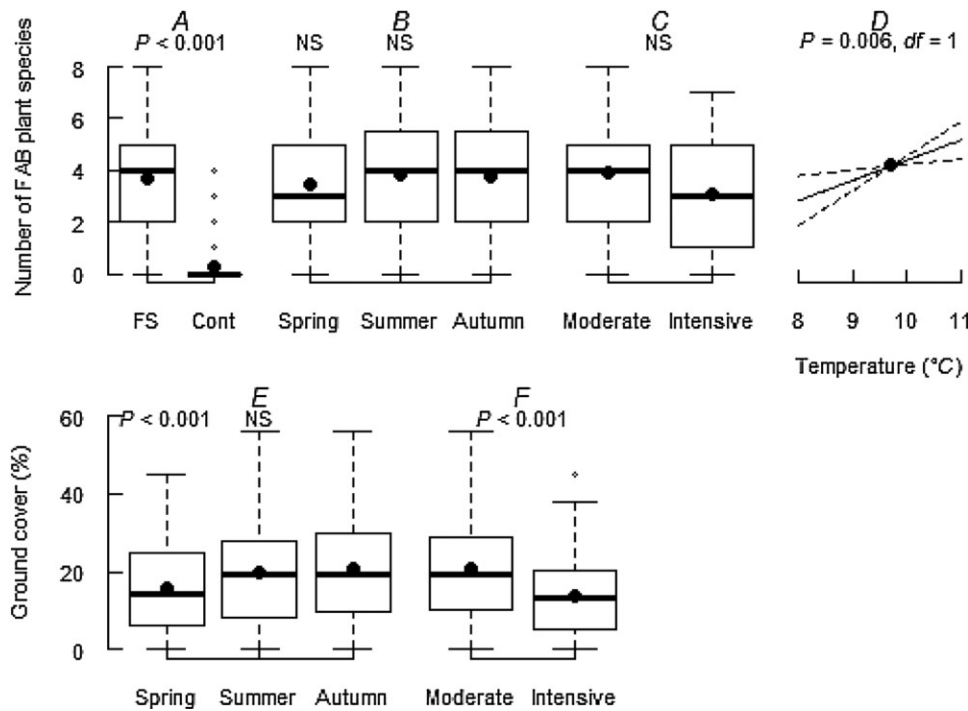 A B C D
P < 0.001 NS NS NS P = 0.006, df = 1
Number of FAB plant species
8
6
4
2
0
FS Cont Spring Summer Autumn Moderate Intensive 8 9 10 11
Temperature (°C)
E F
P < 0.001 NS P < 0.001
Ground cover (%)
60
40
20
0
Spring Summer Autumn Moderate Intensive